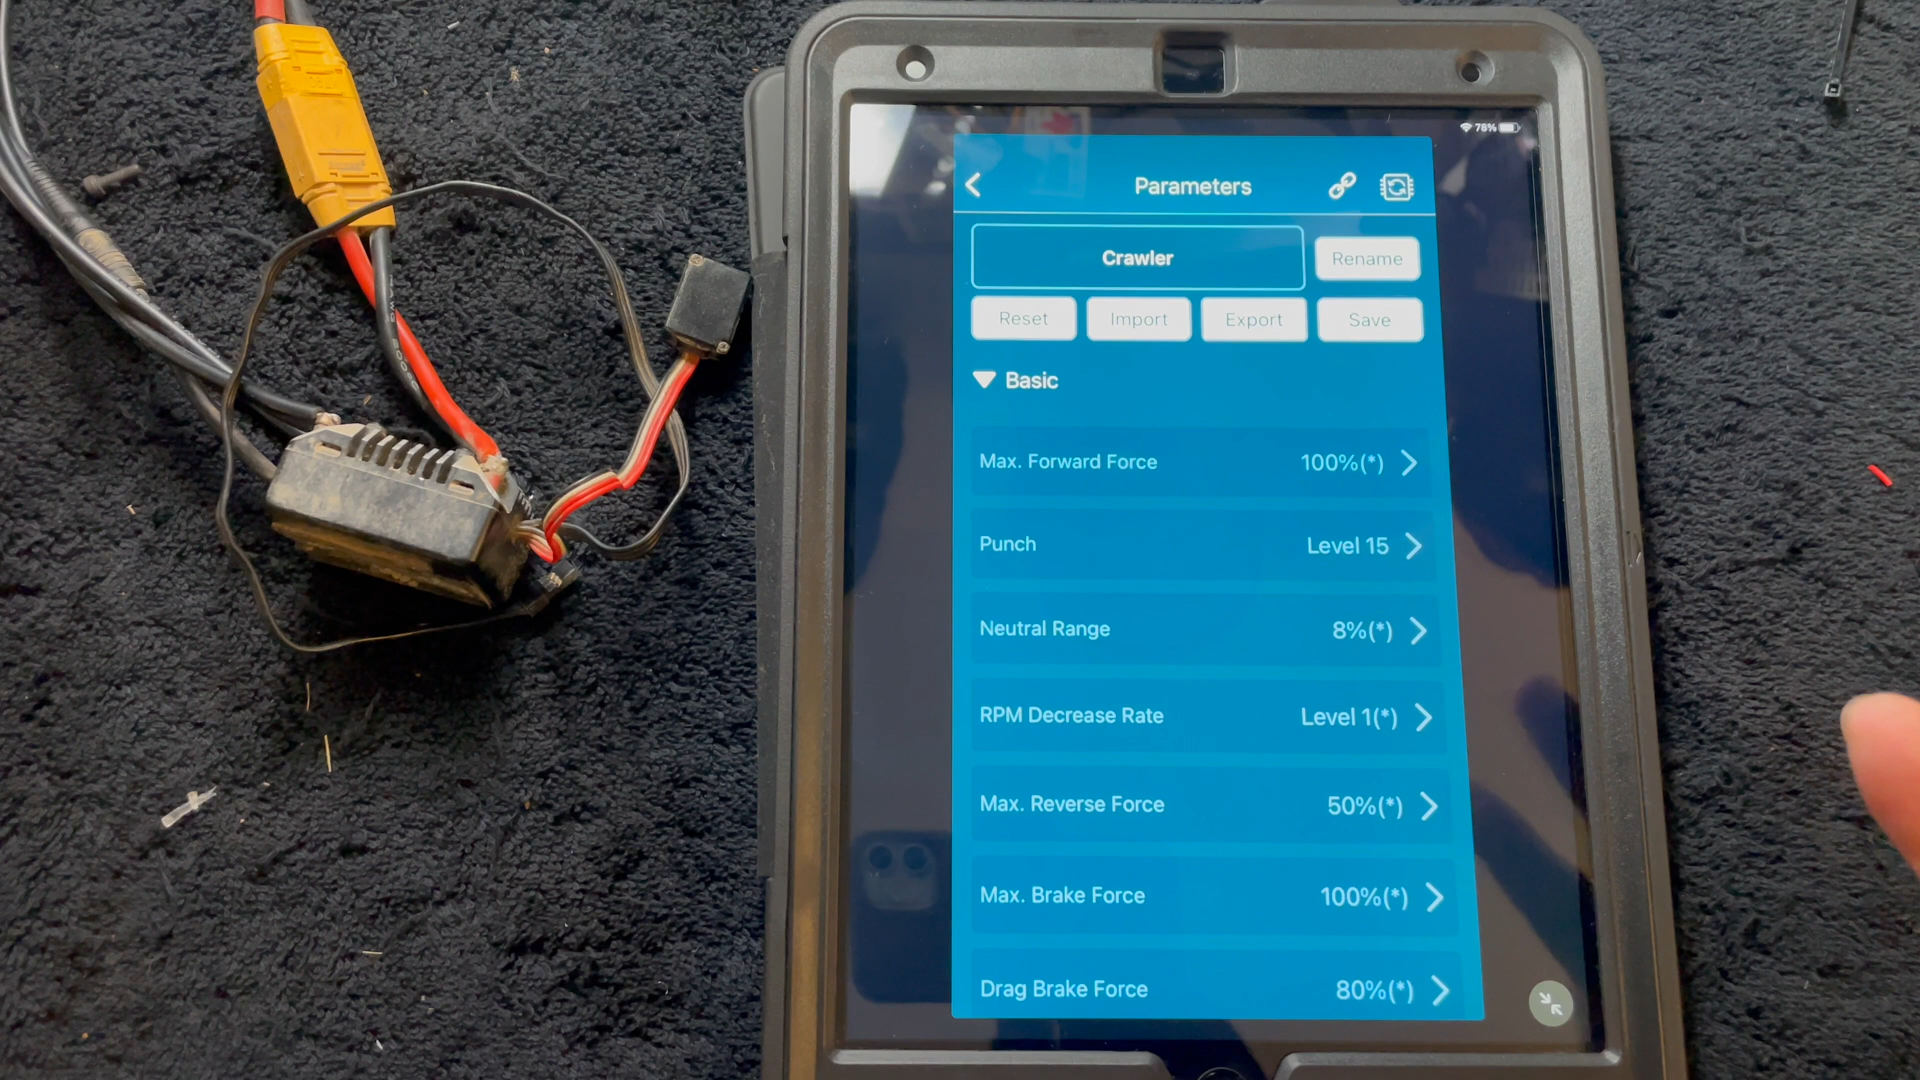 78%
Parameters
Crawler
Rename
Reset Import Export Save
Basic
Max. Forward Force 100%(*)
Punch Level 15
Neutral Range 8%(*)
RPM Decrease Rate Level 1(*)
Max. Reverse Force 50%(*)
Max. Brake Force 100%(*)
Drag Brake Force 80%(*)